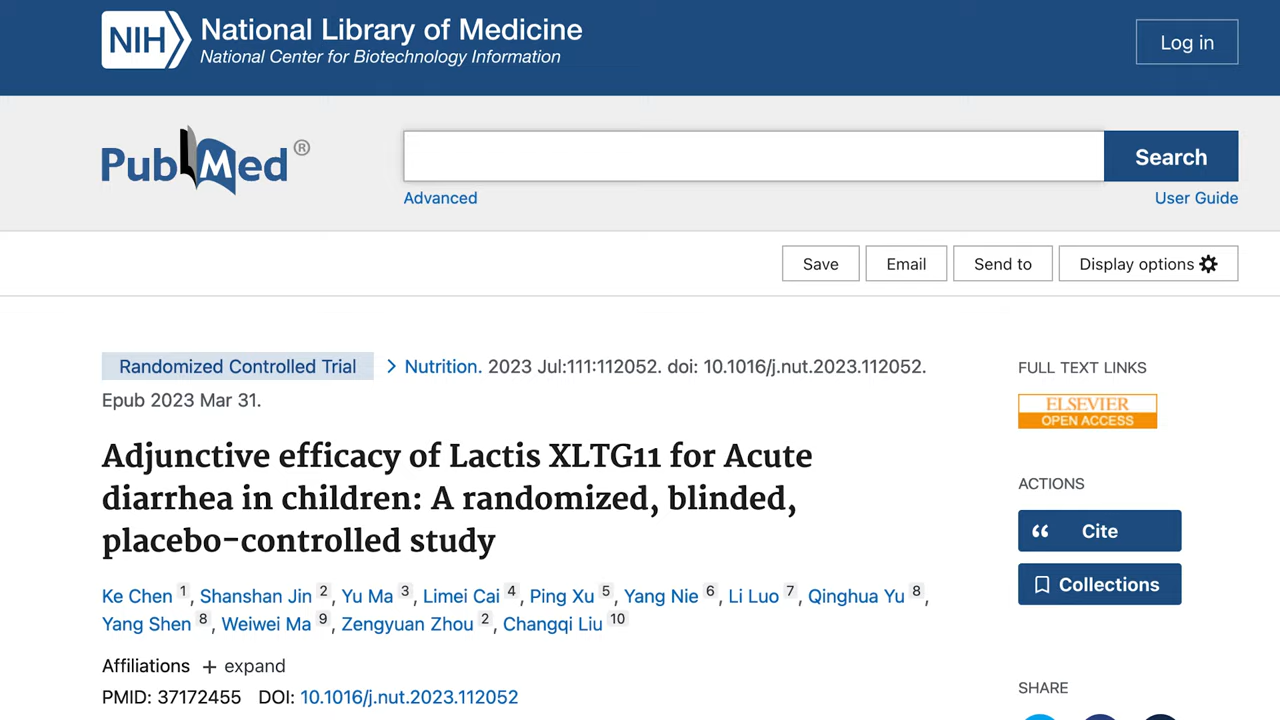 NIH National Library of Medicine
National Center for Biotechnology Information
Log in
PubMed®
Search
Advanced
User Guide
Save
Email
Send to
Display options
Randomized Controlled Trial
Nutrition. 2023 Jul:111:112052. doi: 10.1016/j.nut.2023.112052.
Epub 2023 Mar 31.
Adjunctive efficacy of Lactis XLTG11 for Acute
diarrhea in children: A randomized, blinded,
placebo-controlled study
Ke Chen 1, Shanshan Jin 2, Yu Ma 3, Limei Cai 4, Ping Xu 5, Yang Nie 6, Li Luo 7, Qinghua Yu 8,
Yang Shen 8, Weiwei Ma 9, Zengyuan Zhou 2, Changqi Liu 10
Affiliations + expand
PMID: 37172455 DOI: 10.1016/j.nut.2023.112052
FULL TEXT LINKS
ELSEVIER
OPEN ACCESS
ACTIONS
Cite
Collections
SHARE